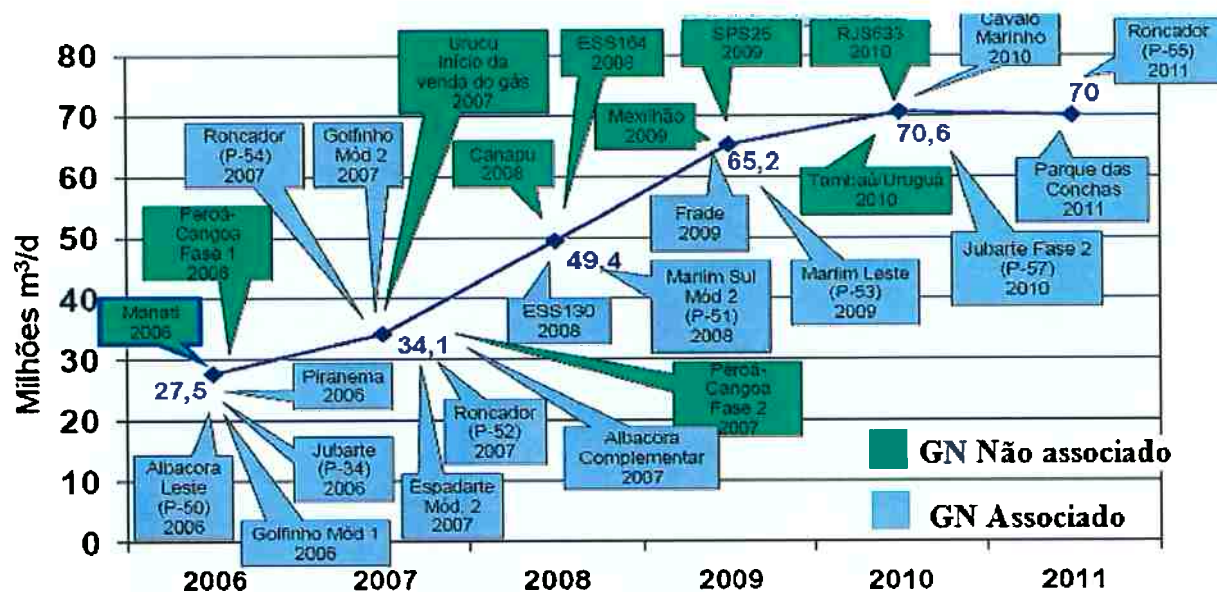 Milhões m³/d
80
70
60
50
40
30
20
10
0
2006
2007
2008
2009
2010
2011
27,5
34,1
49,4
65,2
70,6
70
Manati
2006
Peroá-
Cangoa
Fase 1
2006
Albacora
Leste
(P-50)
2006
Piranema
2006
Jubarte
(P-34)
2006
Golfinho Mód 1
2006
Roncador
(P-54)
2007
Golfinho
Mód 2
2007
Urucu
Início da
venda do gás
2007
Espadarte
Mód. 2
2007
Roncador
(P-52)
2007
Albacora
Complementar
2007
Peroá-
Cangoa
Fase 2
2007
Canapu
2008
ESS164
2008
ESS130
2008
Marlim Sul
Mód 2
(P-51)
2008
Mexilhão
2009
SPS25
2009
Frade
2009
Marlim Leste
(P-53)
2009
RJS633
2010
Cavalo
Marinho
2010
Tambaú/Uruguá
2010
Jubarte Fase 2
(P-57)
2010
Roncador
(P-55)
2011
Parque das
Conchas
2011
GN Não associado
GN Associado